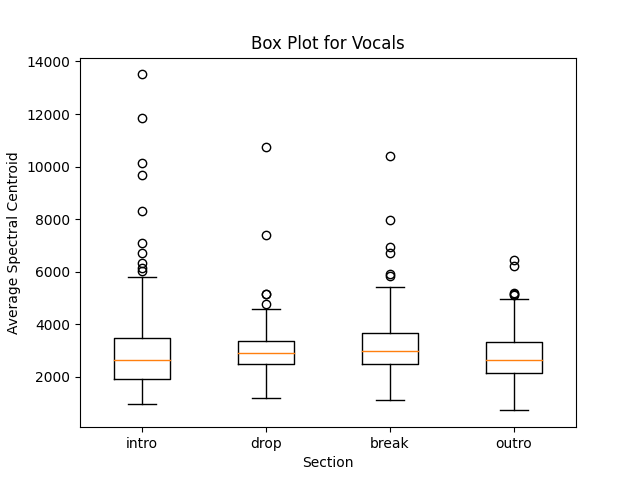 Box Plot for Vocals
14000
12000
10000
8000
6000
4000
2000
Average Spectral Centroid
intro drop break outro
Section